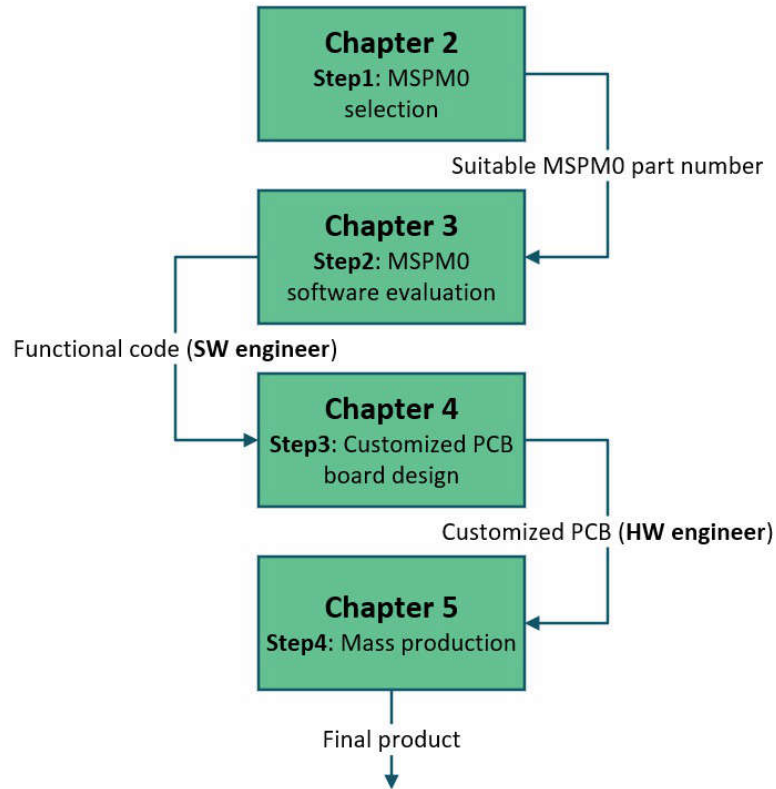 Chapter 2
Step1: MSPM0
selection
Suitable MSPM0 part number
Chapter 3
Step2: MSPM0
software evaluation
Functional code (SW engineer)
Chapter 4
Step3: Customized PCB
board design
Customized PCB (HW engineer)
Chapter 5
Step4: Mass production
Final product